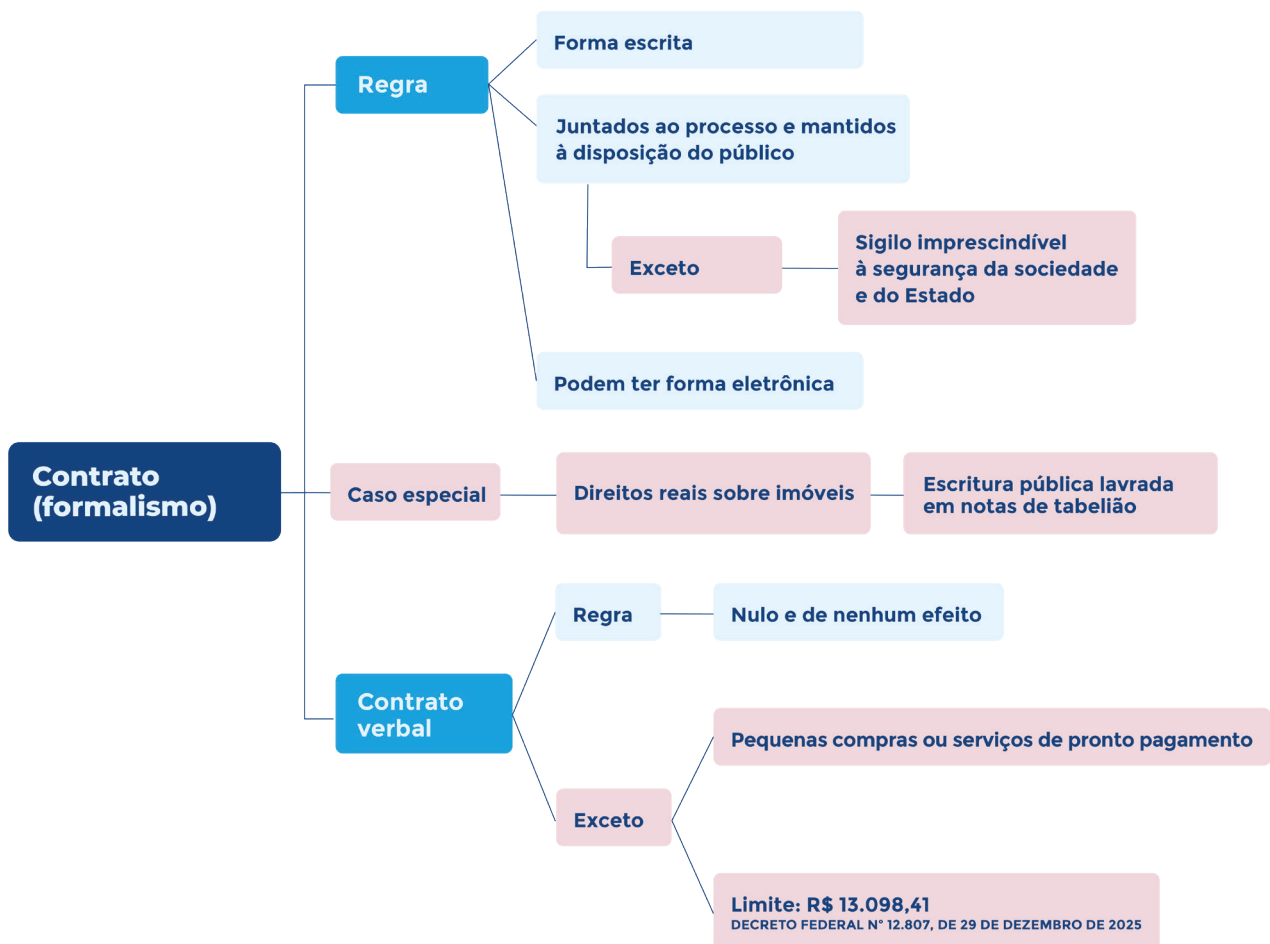 Contrato
(formalismo)
Regra
Forma escrita
Juntados ao processo e mantidos
à disposição do público
Exceto
Sigilo imprescindível
à segurança da sociedade
e do Estado
Podem ter forma eletrônica
Caso especial
Direitos reais sobre imóveis
Escritura pública lavrada
em notas de tabelião
Contrato
verbal
Regra
Nulo e de nenhum efeito
Exceto
Pequenas compras ou serviços de pronto pagamento
Limite: R$ 13.098,41
DECRETO FEDERAL Nº 12.807, DE 29 DE DEZEMBRO DE 2025